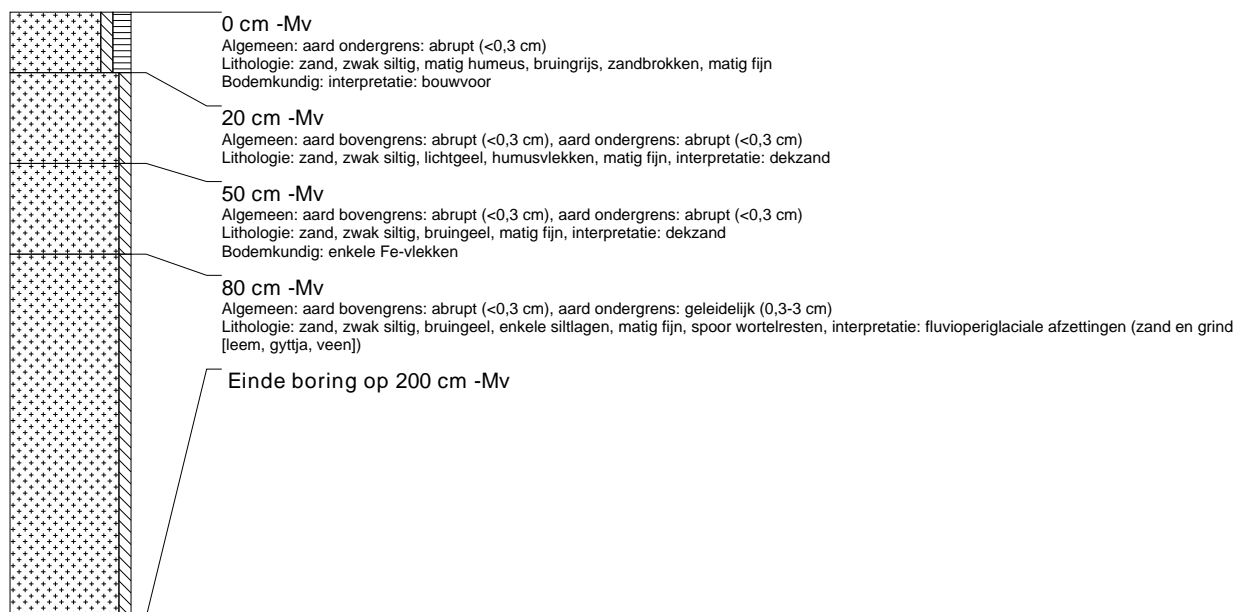 0 cm -Mv
Algemeen: aard ondergrens: abrupt (<0,3 cm)
Lithologie: zand, zwak siltig, matig humeus, bruingrijs, zandbrokken, matig fijn
Bodemkundig: interpretatie: bouwvoor
20 cm -Mv
Algemeen: aard bovengrens: abrupt (<0,3 cm), aard ondergrens: abrupt (<0,3 cm)
Lithologie: zand, zwak siltig, lichtgeel, humusvlekken, matig fijn, interpretatie: dekzand
50 cm -Mv
Algemeen: aard bovengrens: abrupt (<0,3 cm), aard ondergrens: abrupt (<0,3 cm)
Lithologie: zand, zwak siltig, bruingeel, matig fijn, interpretatie: dekzand
Bodemkundig: enkele Fe-vlekken
80 cm -Mv
Algemeen: aard bovengrens: abrupt (<0,3 cm), aard ondergrens: geleidelijk (0,3-3 cm)
Lithologie: zand, zwak siltig, bruingeel, enkele siltlagen, matig fijn, spoor wortelresten, interpretatie: fluvioperiglaciale afzettingen (zand en grind
[leem, gyttja, veen])
Einde boring op 200 cm -Mv